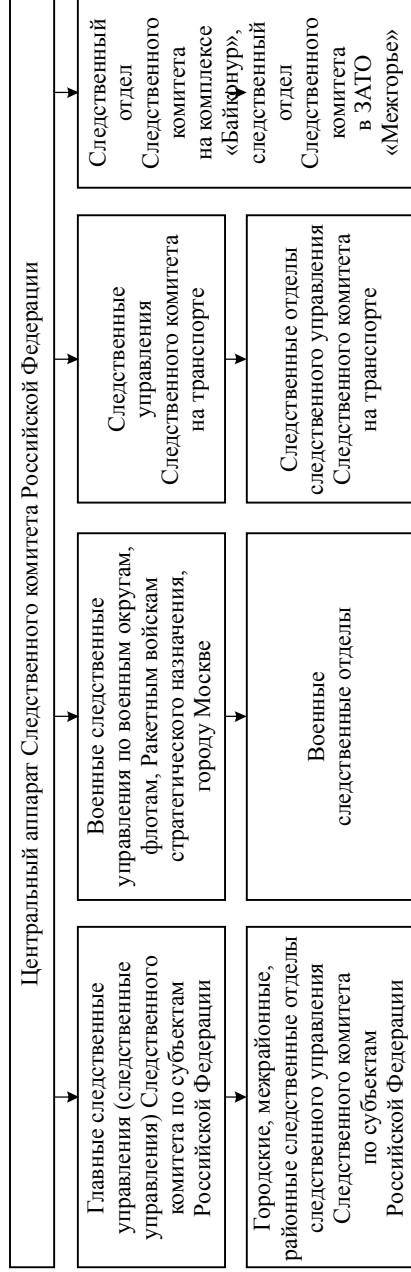 Центральный аппарат Следственного комитета Российской Федерации
Главные следственные
управления (следственные
управления) Следственного
комитета по субъектам
Российской Федерации
Военные следственные
управления по военным округам,
флотам, Ракетным войскам
стратегического назначения,
городу Москве
Следственные
управления
Следственного комитета
на транспорте
Следственный
отдел
Следственного
комитета
на комплексе
«Байконур»,
следственный
отдел
Следственного
комитета
в ЗАТО
«Межгорье»
Городские, межрайонные,
районные следственные отделы
следственного управления
Следственного комитета
по субъектам
Российской Федерации
Военные
следственные отделы
Следственные отделы
следственного управления
Следственного комитета
на транспорте